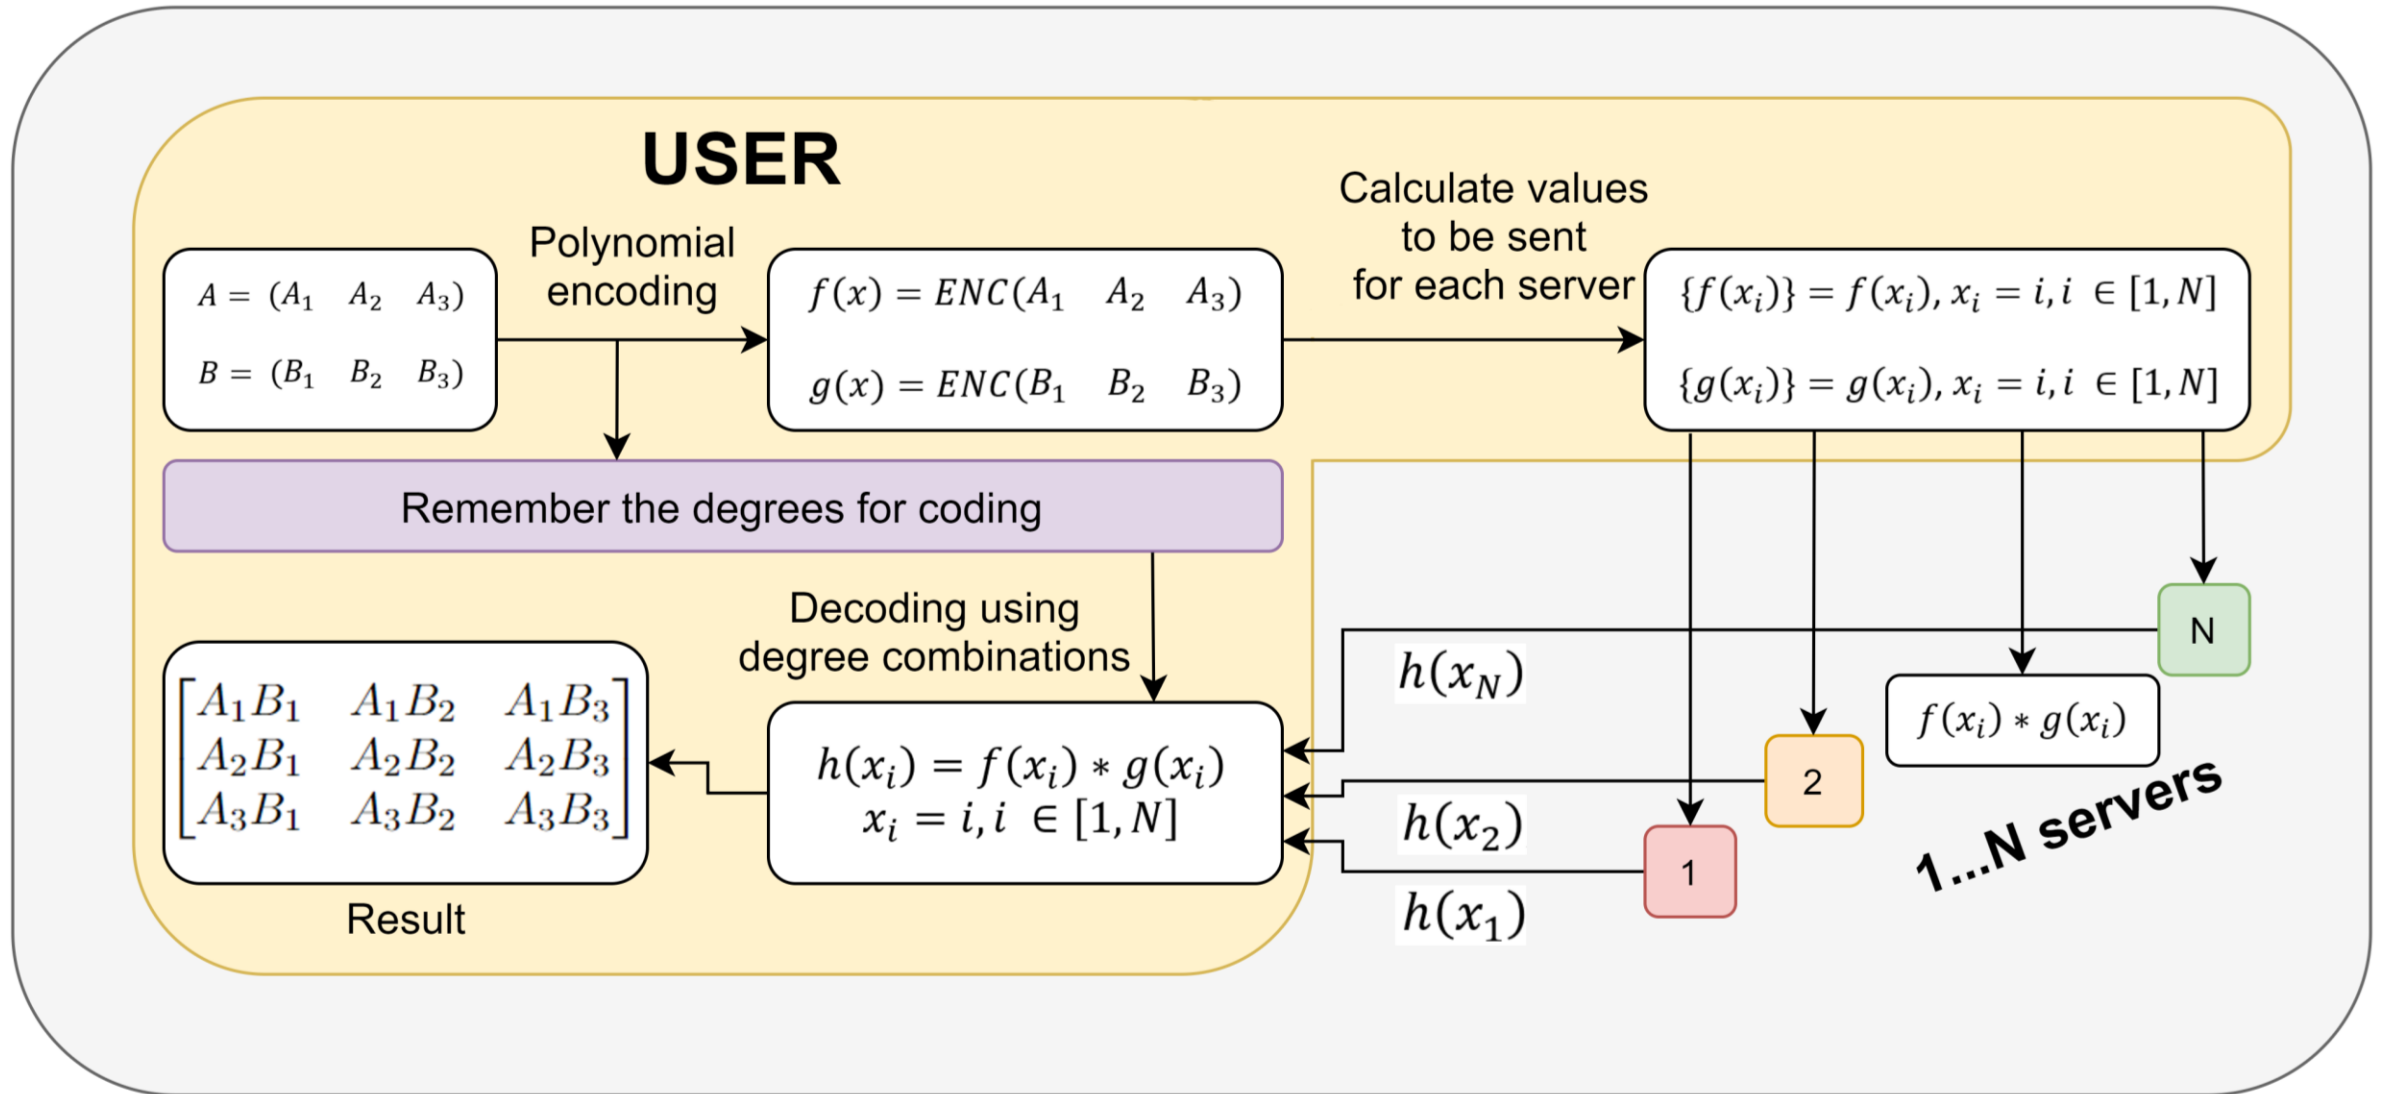 USER
A = (A₁ A₂ A₃)
B = (B₁ B₂ B₃)
Polynomial
encoding
f(x) = ENC(A₁ A₂ A₃)
g(x) = ENC(B₁ B₂ B₃)
Calculate values
to be sent
for each server
{f(xᵢ)} = f(xᵢ), xᵢ = i, i ∈ [1, N]
{g(xᵢ)} = g(xᵢ), xᵢ = i, i ∈ [1, N]
Remember the degrees for coding
Decoding using
degree combinations
h(xᵢ) = f(xᵢ) * g(xᵢ)
xᵢ = i, i ∈ [1, N]
A₁B₁ A₁B₂ A₁B₃
A₂B₁ A₂B₂ A₂B₃
A₃B₁ A₃B₂ A₃B₃
Result
N
h(x_N)
f(xᵢ) * g(xᵢ)
2
h(x₂)
1
h(x₁)
1...N servers